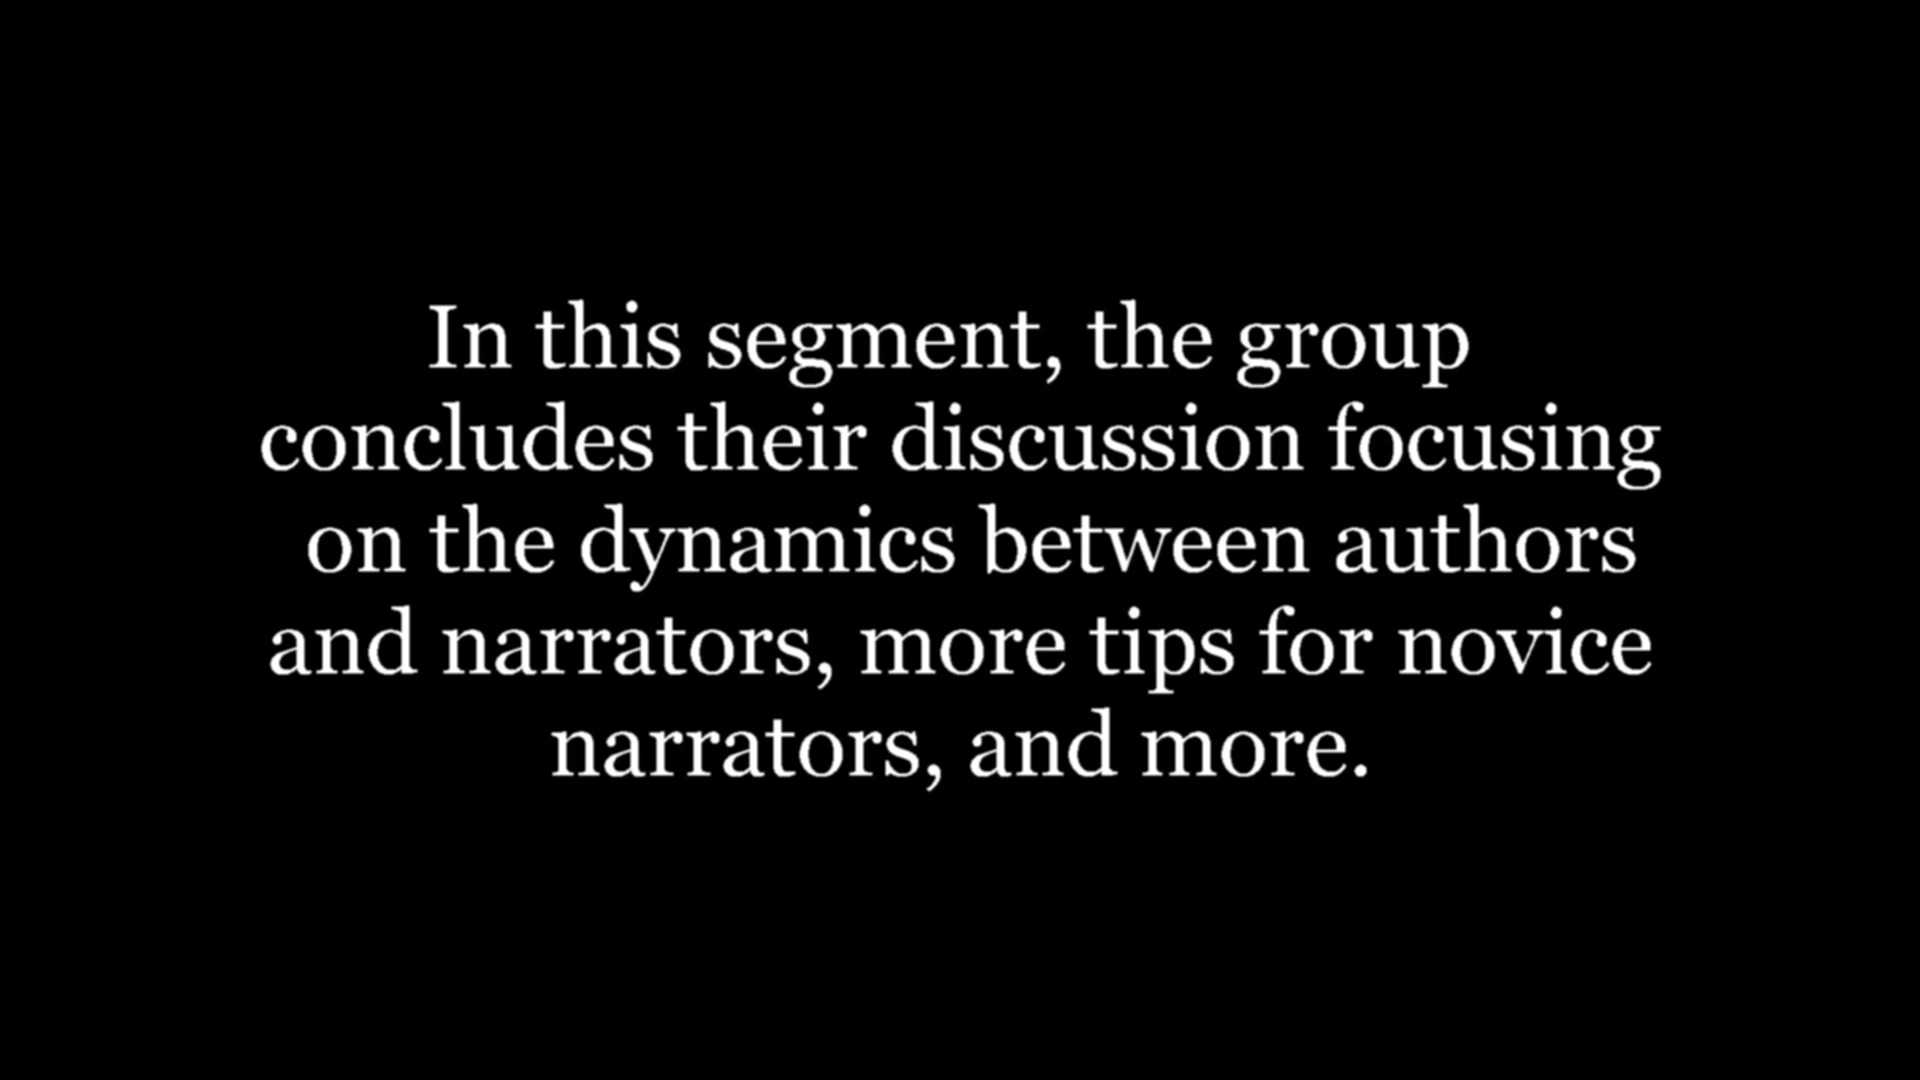 In this segment, the group
concludes their discussion focusing
on the dynamics between authors
and narrators, more tips for novice
narrators, and more.